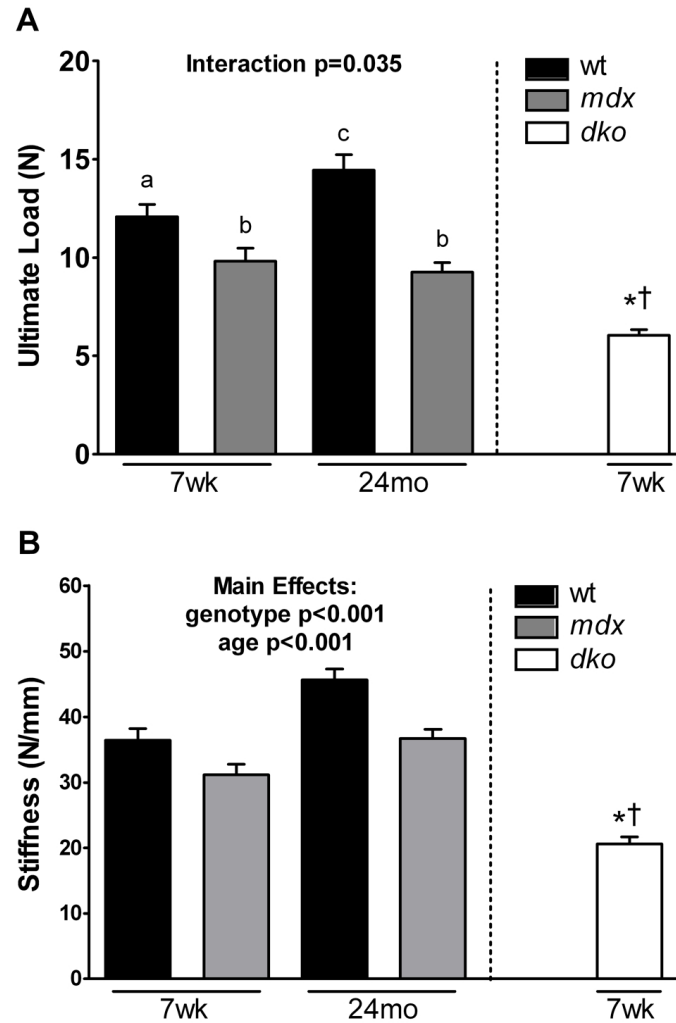 A
Interaction p=0.035
wt
mdx
dko
Ultimate Load (N)
20
15
10
5
0
a
b
c
b
*†
7wk
24mo
7wk
B
Main Effects:
genotype p<0.001
age p<0.001
wt
mdx
dko
Stiffness (N/mm)
60
50
40
30
20
10
0
*†
7wk
24mo
7wk